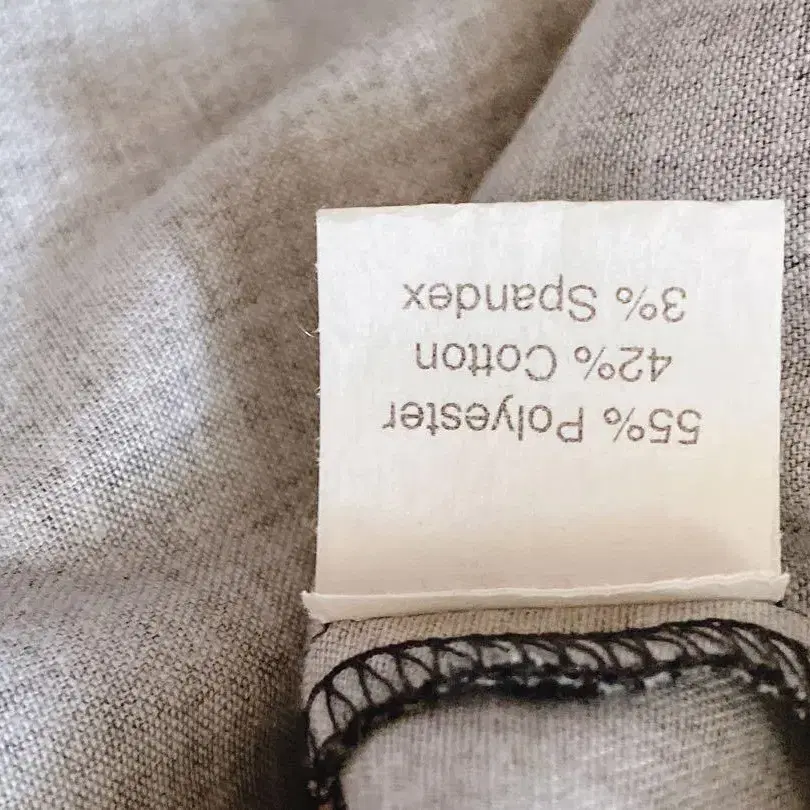 55% Polyester
42% Cotton
3% Spandex